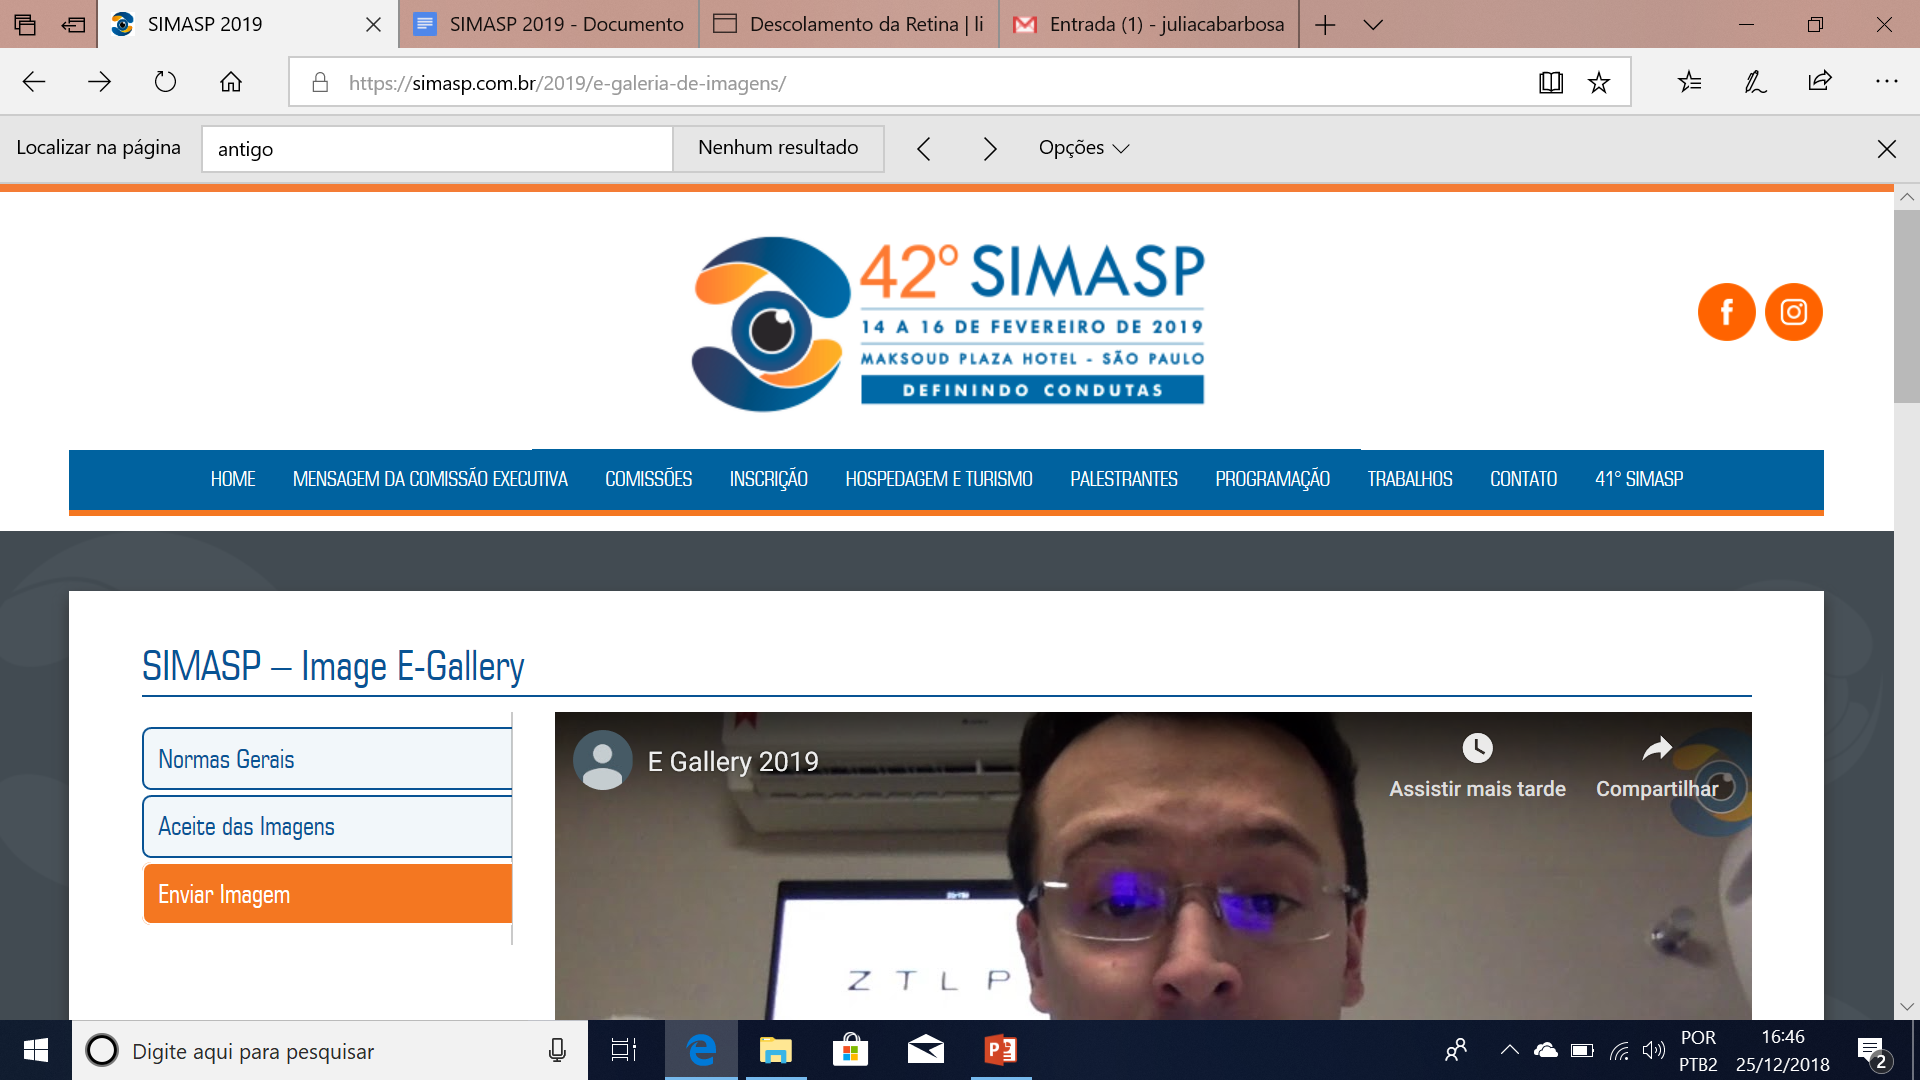 SIMASP 2019
SIMASP 2019 - Documento
Descolamento da Retina | li
Entrada (1) - juliacabarbosa
https://simasp.com.br/2019/e-galeria-de-imagens/
Localizar na página
antigo
Nenhum resultado
Opções
42º SIMASP
14 A 16 DE FEVEREIRO DE 2019
MAKSOUD PLAZA HOTEL - SÃO PAULO
DEFININDO CONDUTAS
HOME MENSAGEM DA COMISSÃO EXECUTIVA COMISSÕES INSCRIÇÃO HOSPEDAGEM E TURISMO PALESTRANTES PROGRAMAÇÃO TRABALHOS CONTATO 41° SIMASP
SIMASP – Image E-Gallery
Normas Gerais
Aceite das Imagens
Enviar Imagem
E Gallery 2019
Assistir mais tarde
Compartilhar
Z T L P
Digite aqui para pesquisar
POR
PTB2
16:46
25/12/2018
2